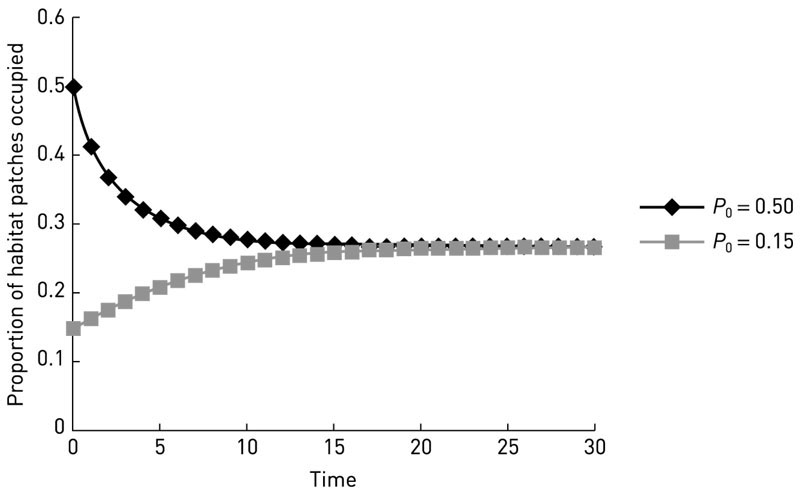 Proportion of habitat patches occupied
0.6
0.5
0.4
0.3
0.2
0.1
0
0 5 10 15 20 25 30
Time
P0 = 0.50
P0 = 0.15